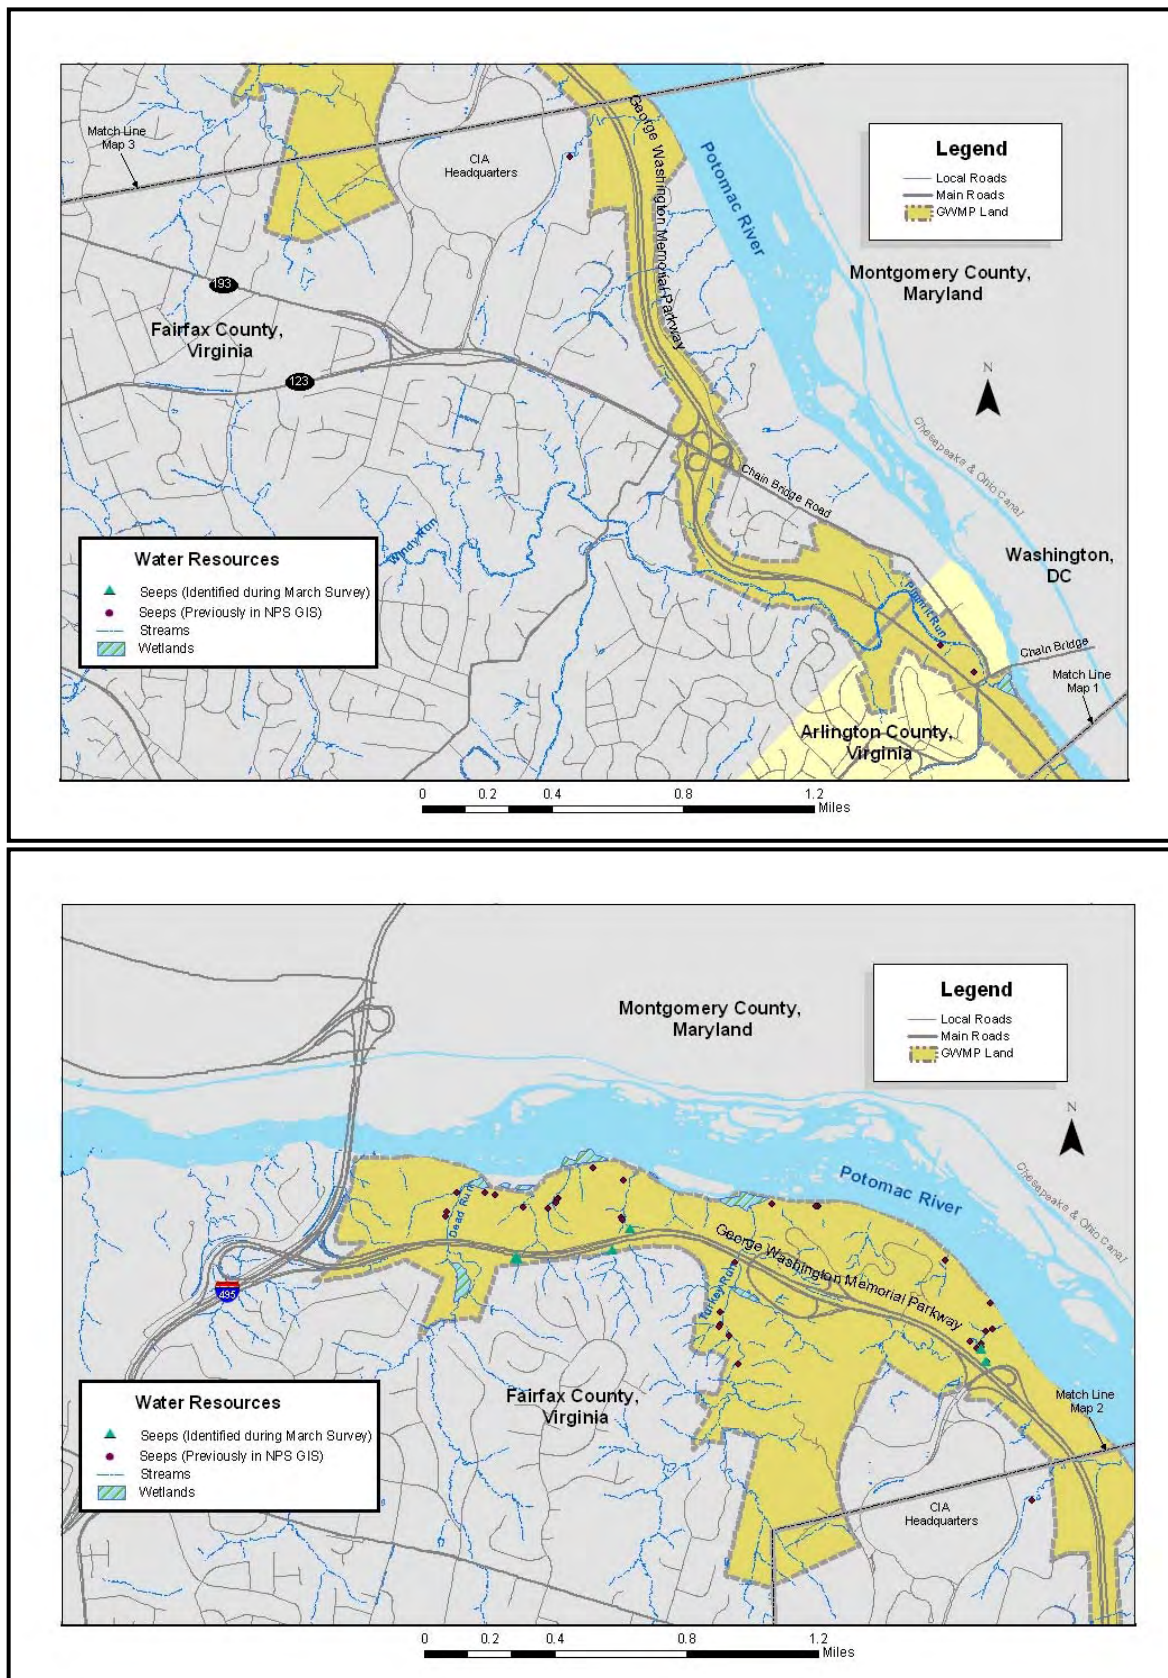 Match Line
Map 3
CIA
Headquarters
George Washington Memorial Parkway
Potomac River
Legend
Local Roads
Main Roads
GWMP Land
Montgomery County,
Maryland
193
Fairfax County,
Virginia
123
N
Chesapeake & Ohio Canal
Chain Bridge Road
Windy Run
Water Resources
Seeps (Identified during March Survey)
Seeps (Previously in NPS GIS)
Streams
Wetlands
Washington,
DC
Pimmit Run
Chain Bridge
Match Line
Map 1
Arlington County,
Virginia
0 0.2 0.4 0.8 1.2
Miles
Montgomery County,
Maryland
Legend
Local Roads
Main Roads
GWMP Land
N
Potomac River
Chesapeake & Ohio Canal
Dead Run
George Washington Memorial Parkway
Turkey Run
495
Water Resources
Seeps (Identified during March Survey)
Seeps (Previously in NPS GIS)
Streams
Wetlands
Fairfax County,
Virginia
Match Line
Map 2
CIA
Headquarters
0 0.2 0.4 0.8 1.2
Miles